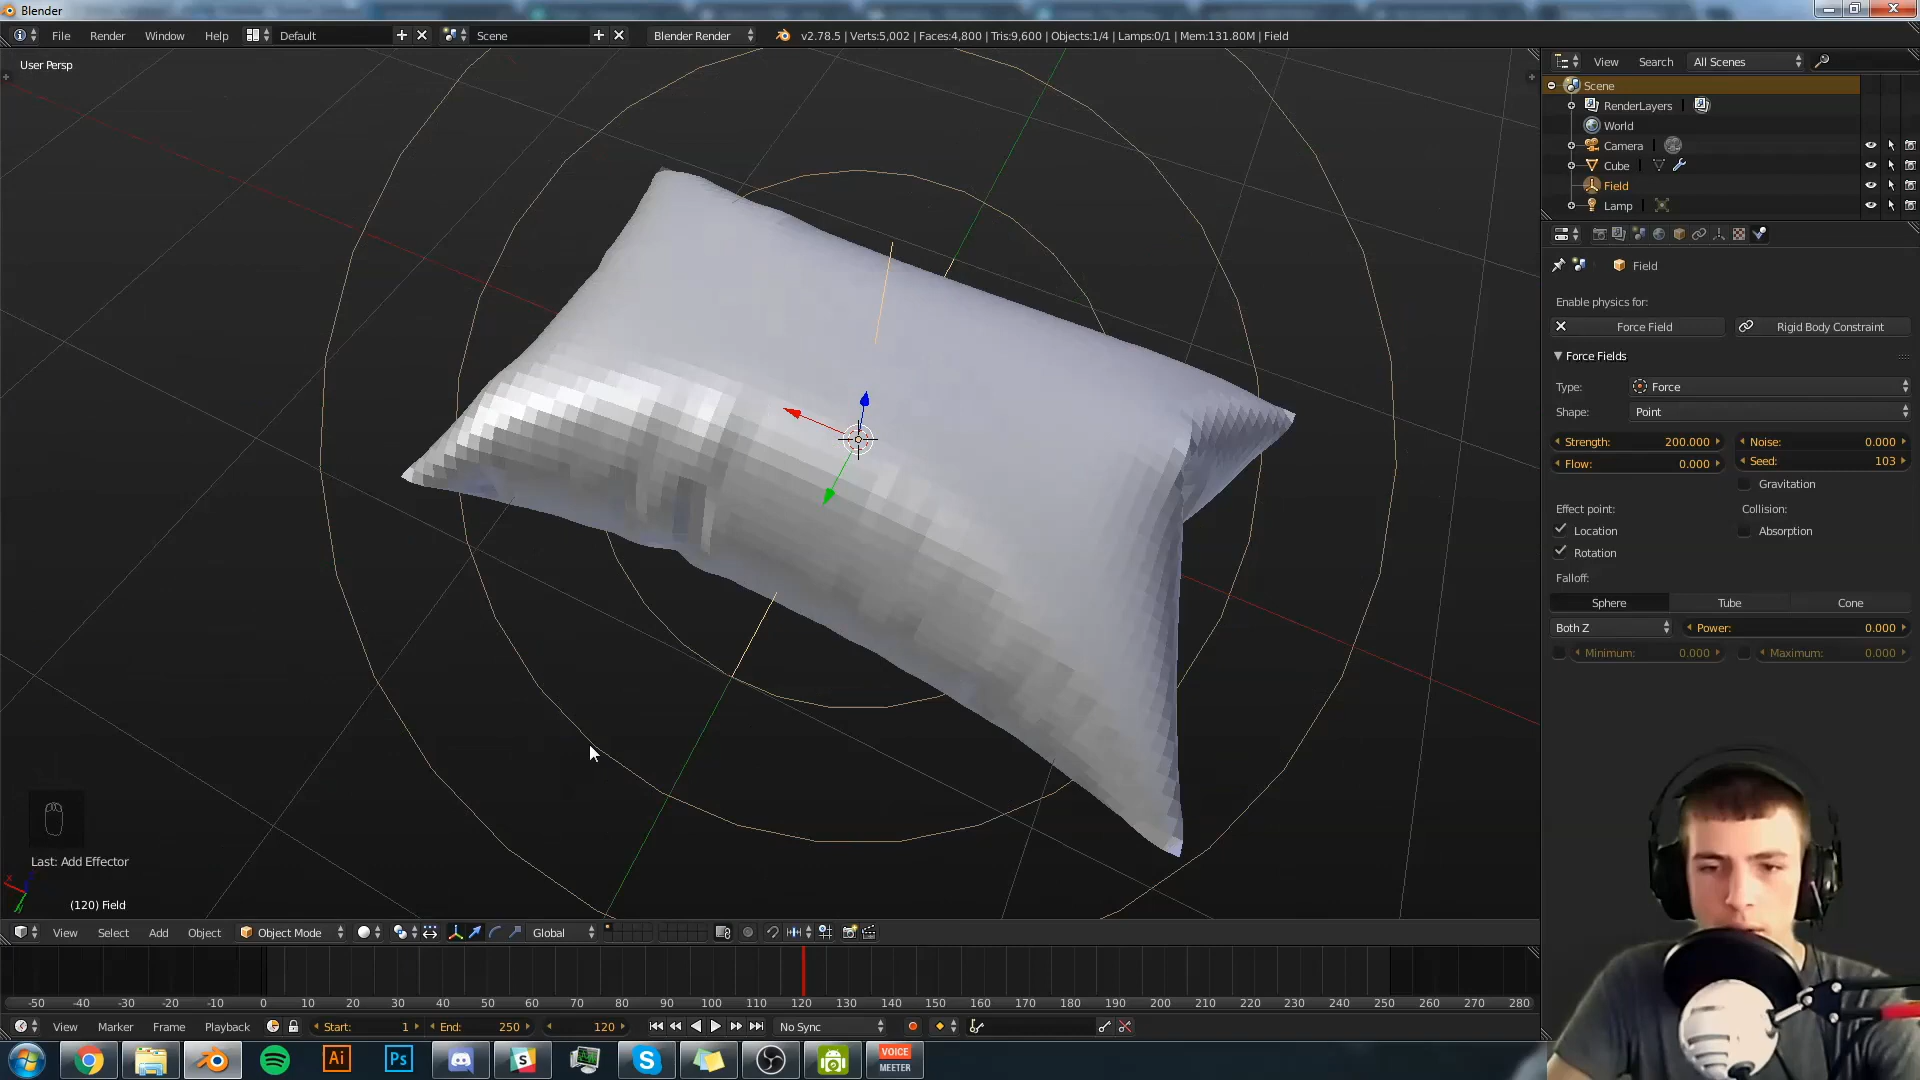 Blender
File Render Window Help Default Scene Blender Render v2.78.5 | Verts:5,002 | Faces:4,800 | Tris:9,600 | Objects:1/4 | Lamps:0/1 | Mem:131.80M | Field
User Persp
View Search All Scenes
Scene
RenderLayers
World
Camera
Cube
Field
Lamp
Field
Enable physics for:
Force Field Rigid Body Constraint
Force Fields
Type: Force
Shape: Point
Strength: 200.000 Noise: 0.000
Flow: 0.000 Seed: 103
Gravitation
Effect point: Collision:
Location Absorption
Rotation
Falloff:
Sphere Tube Cone
Both Z Power: 0.000
Minimum: 0.000 Maximum: 0.000
Last: Add Effector
(120) Field
View Select Add Object Object Mode Global
-50 -40 -30 -20 -10 0 10 20 30 40 50 60 70 80 90 100 110 120 130 140 150 160 170 180 190 200 210 220 230 240 250 260 270 280
View Marker Frame Playback Start: 1 End: 250 120 No Sync
Ai Ps S S VOICE
MEETER